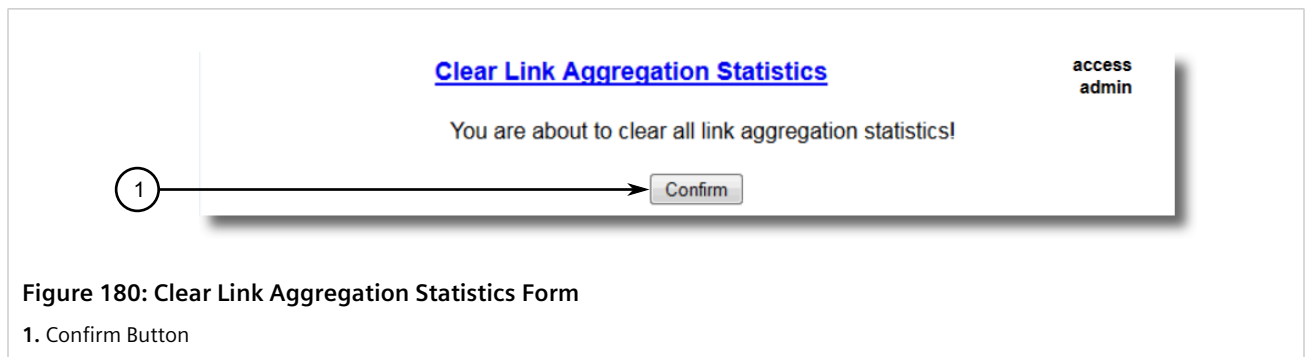 Clear Link Aggregation Statistics
access
admin
You are about to clear all link aggregation statistics!
1
Confirm
Figure 180: Clear Link Aggregation Statistics Form
1. Confirm Button